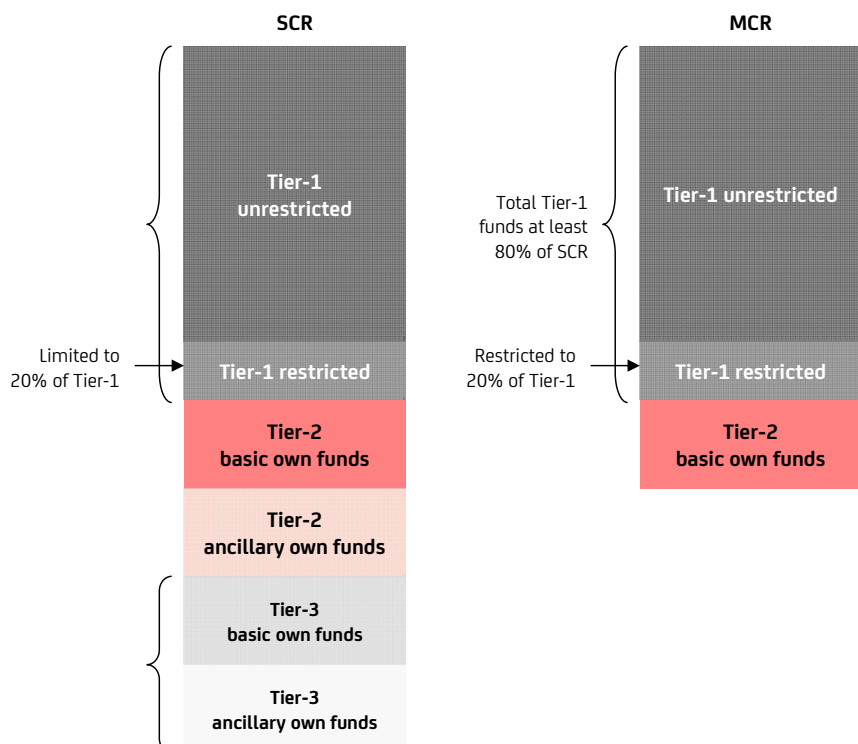 SCR
Tier-1
unrestricted
Limited to
20% of Tier-1
Tier-1 restricted
Tier-2
basic own funds
Tier-2
ancillary own funds
Tier-3
basic own funds
Tier-3
ancillary own funds
MCR
Total Tier-1
funds at least
80% of SCR
Tier-1 unrestricted
Restricted to
20% of Tier-1
Tier-1 restricted
Tier-2
basic own funds